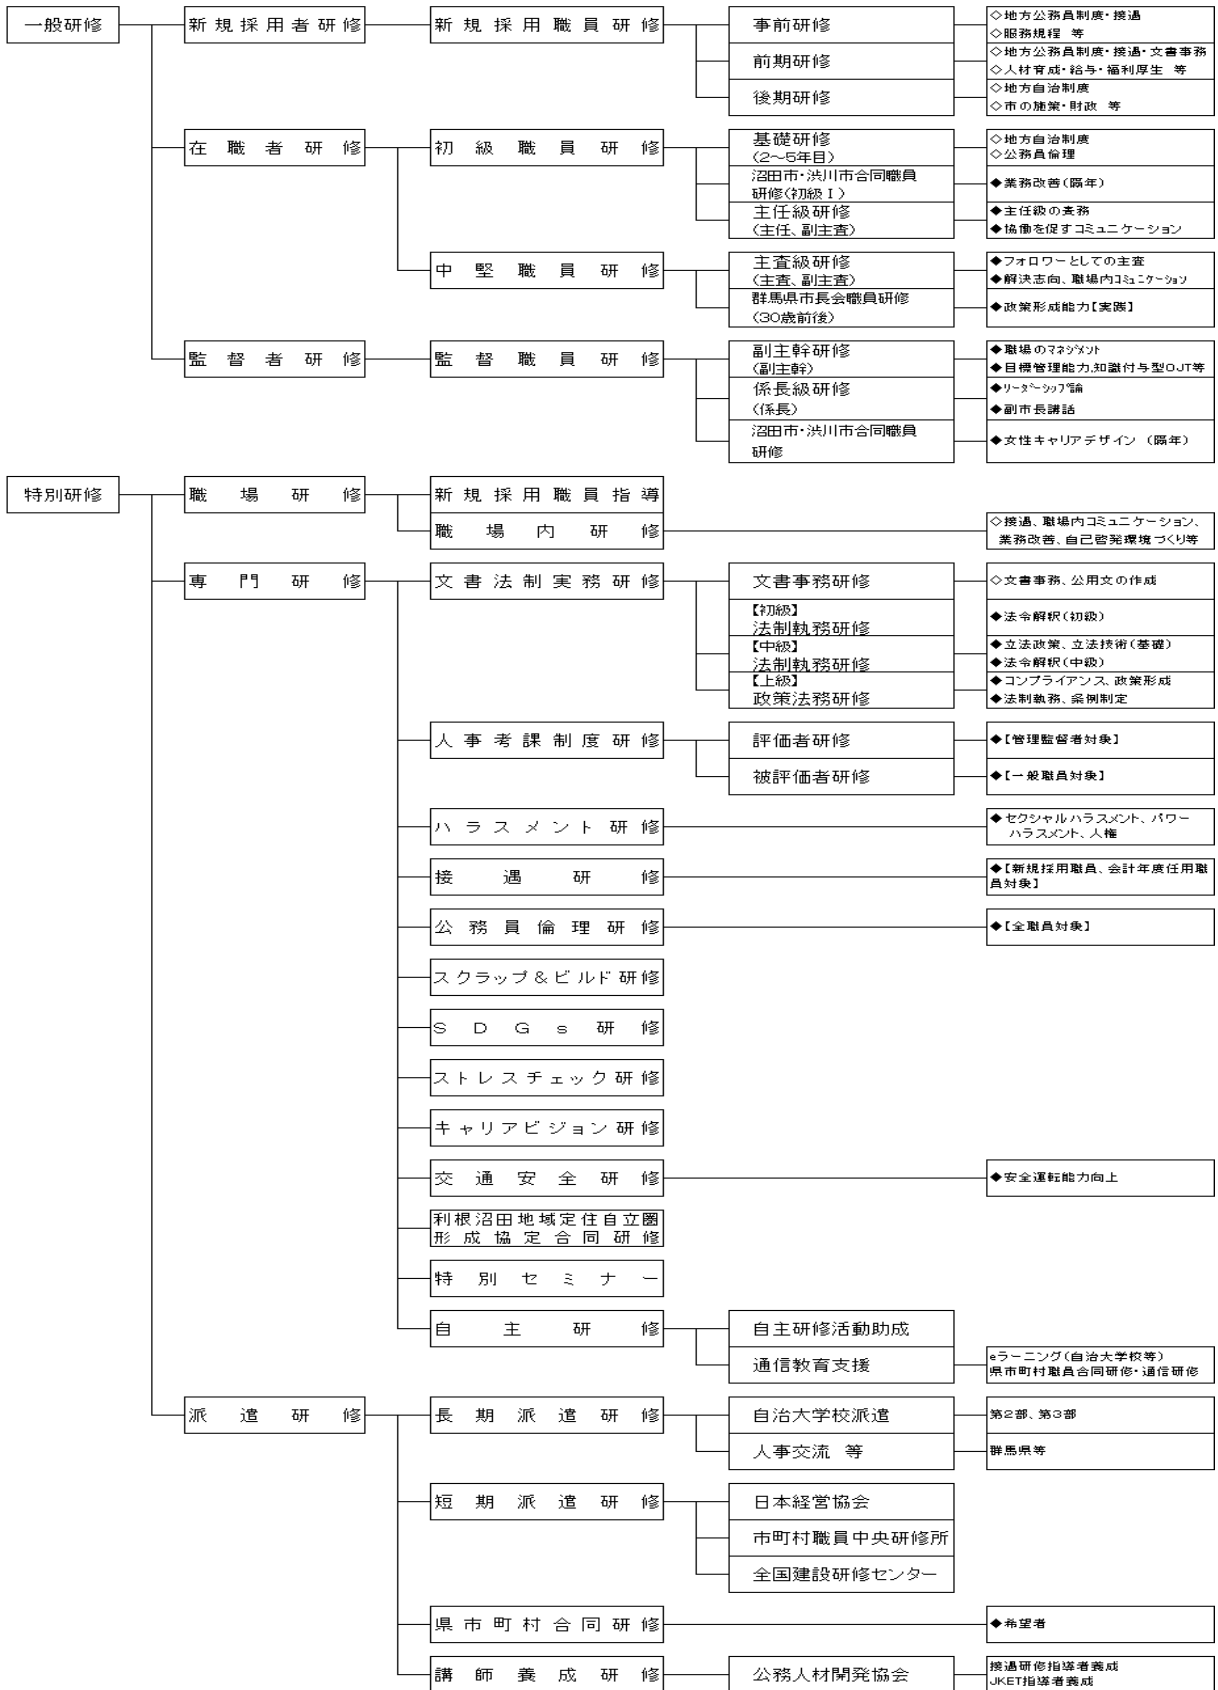 一般研修
新規採用者研修
新規採用職員研修
事前研修
◇地方公務員制度・接遇
◇服務規程 等
前期研修
◇地方公務員制度・接遇・文書事務
◇人材育成・給与・福利厚生 等
後期研修
◇地方自治制度
◇市の施策・財政 等
在職者研修
初級職員研修
基礎研修
(2～5年目)
◇地方自治制度
◇公務員倫理
沼田市・渋川市合同職員
研修(初級Ⅰ)
◆業務改善(隔年)
主任級研修
(主任、副主査)
◆主任級の責務
◆協働を促すコミュニケーション
中堅職員研修
主査級研修
(主査、副主査)
◆フォロワーとしての主査
◆解決志向、職場内コミュニケーション
群馬県市長会職員研修
(30歳前後)
◆政策形成能力【実践】
監督者研修
監督職員研修
副主幹研修
(副主幹)
◆職場のマネジメント
◆目標管理能力、知識付与型OJT等
係長級研修
(係長)
◆リーダーシップ論
◆副市長講話
沼田市・渋川市合同職員
研修
◆女性キャリアデザイン (隔年)
特別研修
職場研修
新規採用職員指導
職場内研修
◇接遇、職場内コミュニケーション、
業務改善、自己啓発環境づくり等
専門研修
文書法制実務研修
文書事務研修
◇文書事務、公用文の作成
【初級】
法制執務研修
◆法令解釈(初級)
【中級】
法制執務研修
◆立法政策、立法技術(基礎)
◆法令解釈(中級)
【上級】
政策法務研修
◆コンプライアンス、政策形成
◆法制執務、条例制定
人事考課制度研修
評価者研修
◆【管理監督者対象】
被評価者研修
◆【一般職員対象】
ハラスメント研修
◆セクシャルハラスメント、パワー
ハラスメント、人権
接遇研修
◆【新規採用職員、会計年度任用職
員対象】
公務員倫理研修
◆【全職員対象】
スクラップ＆ビルド研修
SDGs研修
ストレスチェック研修
キャリアビジョン研修
交通安全研修
◆安全運転能力向上
利根沼田地域定住自立圏
形成協定合同研修
特別セミナー
自主研修
自主研修活動助成
通信教育支援
eラーニング(自治大学校等)
県市町村職員合同研修・通信研修
派遣研修
長期派遣研修
自治大学校派遣
第2部、第3部
人事交流 等
群馬県等
短期派遣研修
日本経営協会
市町村職員中央研修所
全国建設研修センター
県市町村合同研修
◆希望者
講師養成研修
公務人材開発協会
接遇研修指導者養成
JKET指導者養成